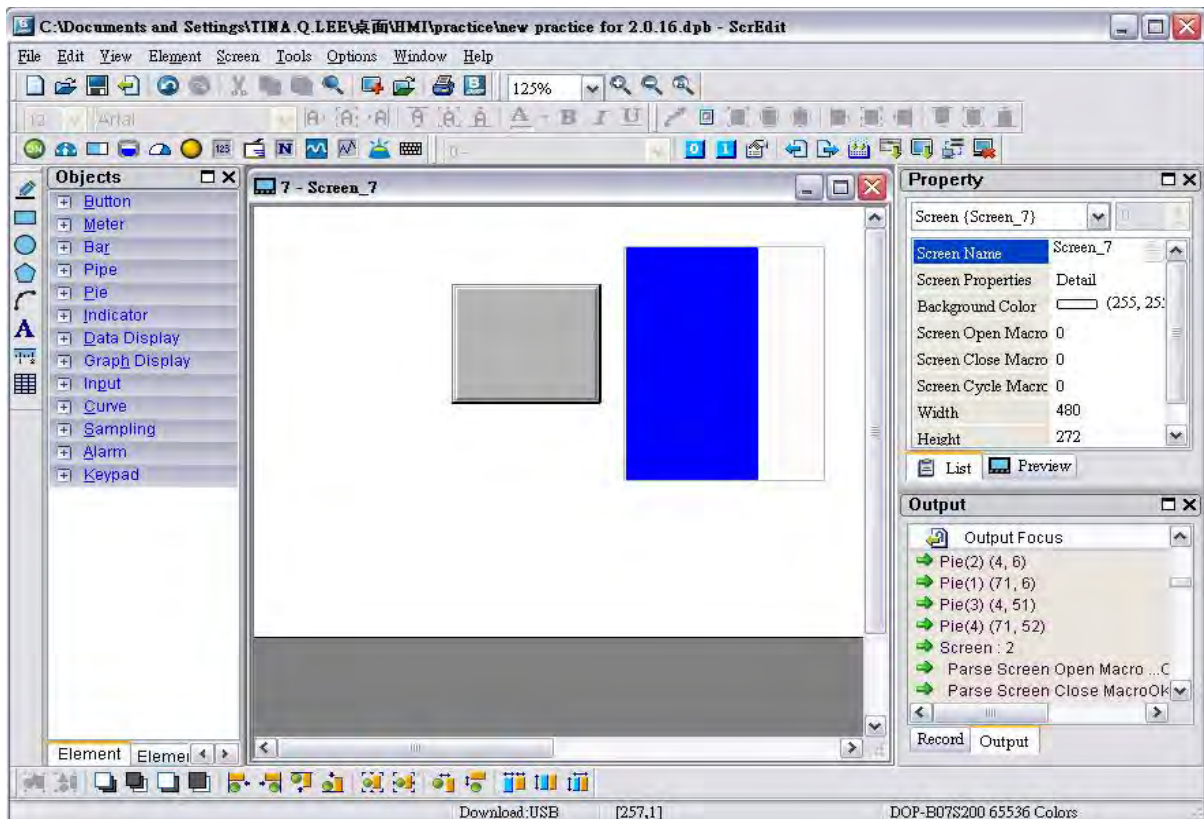 C:\Documents and Settings\TINA.Q.LEE\桌面\HMI\practice\new practice for 2.0.16.dpb - ScrEdit
File Edit View Element Screen Tools Options Window Help
125%
12 Arial
A B I U
Objects
Button
Meter
Bar
Pipe
Pie
Indicator
Data Display
Graph Display
Input
Curve
Sampling
Alarm
Keypad
Element
7 - Screen_7
Property
Screen {Screen_7}
0
Screen Name Screen_7
Screen Properties Detail
Background Color (255, 25
Screen Open Macro 0
Screen Close Macro 0
Screen Cycle Macro 0
Width 480
Height 272
List Preview
Output
Output Focus
Pie(2) (4, 6)
Pie(1) (71, 6)
Pie(3) (4, 51)
Pie(4) (71, 52)
Screen : 2
Parse Screen Open Macro ...C
Parse Screen Close MacroOk
Record Output
Download:USB [257,1] DOP-B07S200 65536 Colors